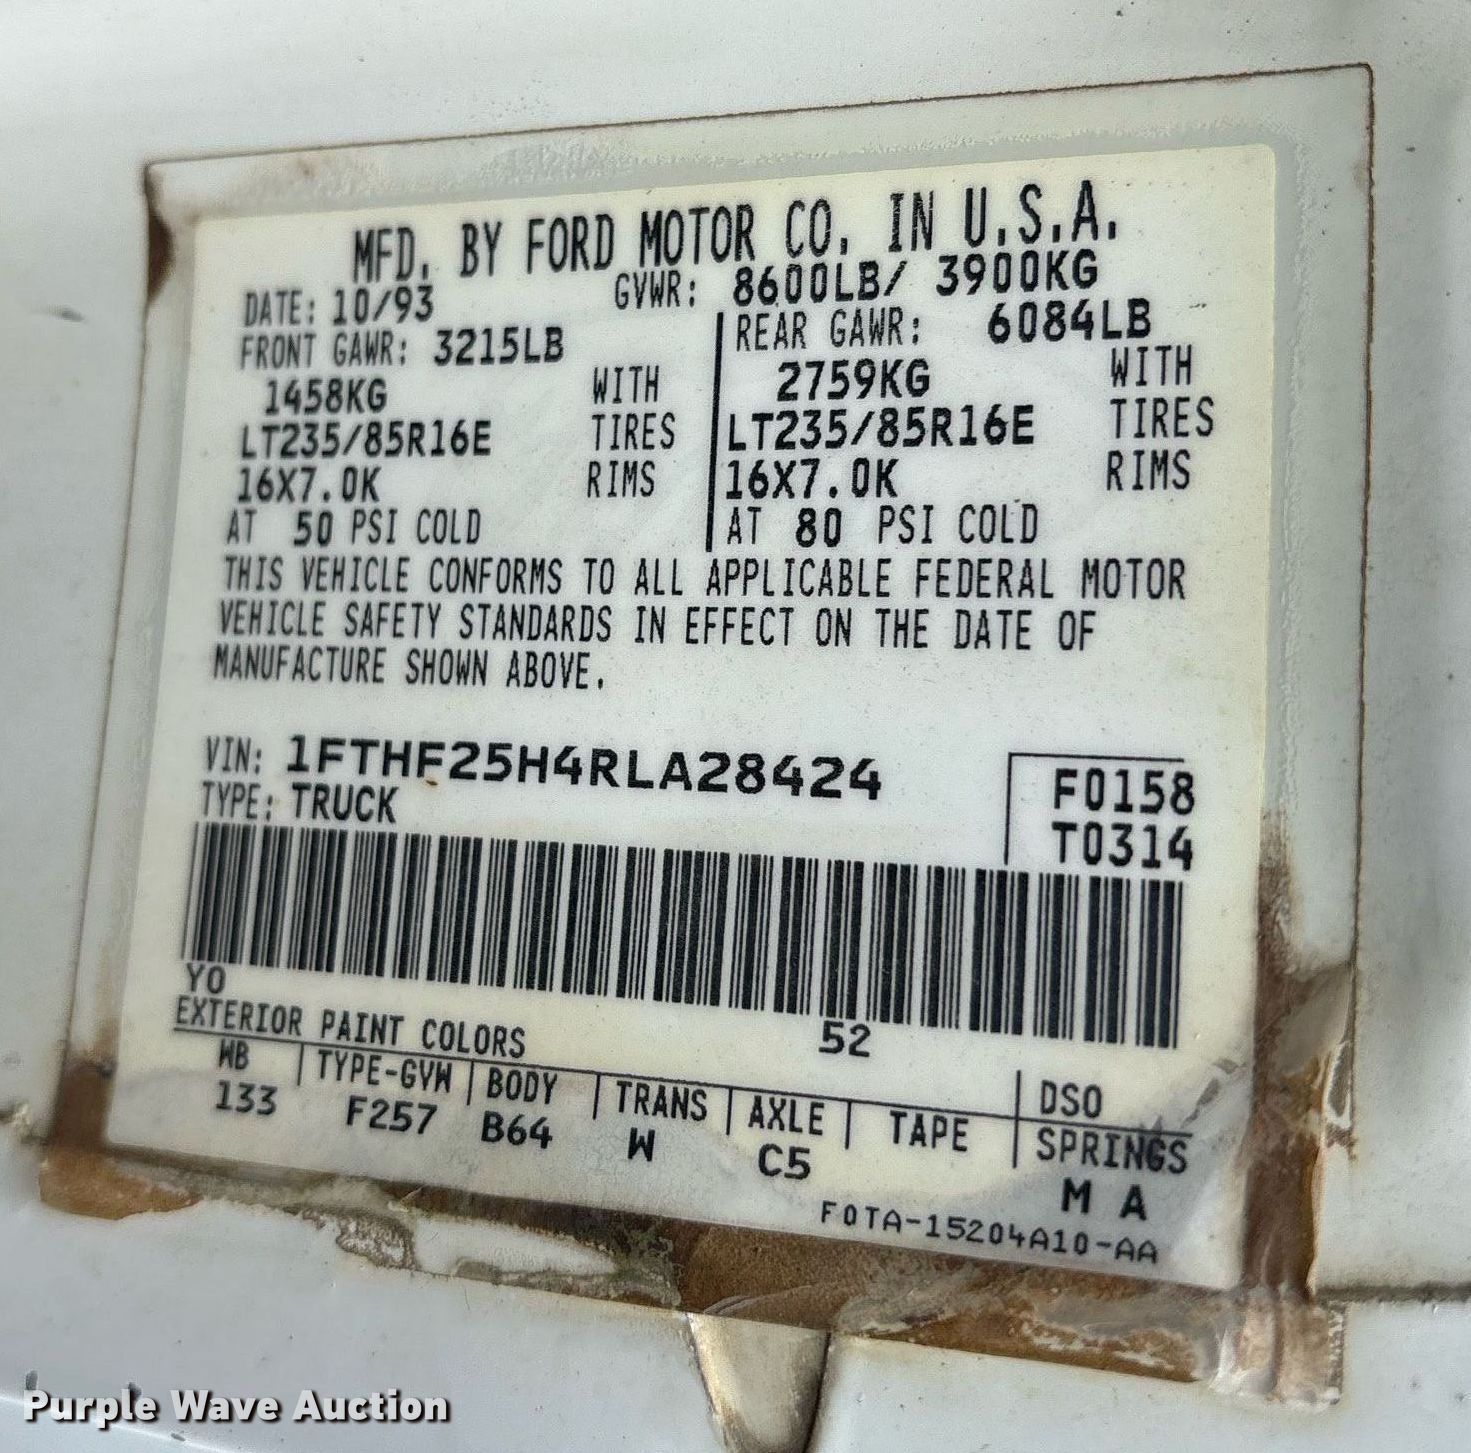 MFD. BY FORD MOTOR CO. IN U.S.A.
DATE: 10/93 GVWR: 8600LB/ 3900KG
FRONT GAWR: 3215LB REAR GAWR: 6084LB
1458KG WITH 2759KG WITH
LT235/85R16E TIRES LT235/85R16E TIRES
16X7.0K RIMS 16X7.0K RIMS
AT 50 PSI COLD AT 80 PSI COLD
THIS VEHICLE CONFORMS TO ALL APPLICABLE FEDERAL MOTOR
VEHICLE SAFETY STANDARDS IN EFFECT ON THE DATE OF
MANUFACTURE SHOWN ABOVE.
VIN: 1FTHF25H4RLA28424 F0158
TYPE: TRUCK T0314
YO
EXTERIOR PAINT COLORS 52 DSO
WB TYPE-GVW BODY TRANS AXLE TAPE SPRINGS
133 F257 B64 W C5 M A
F0TA-15204A10-AA
Purple Wave Auction